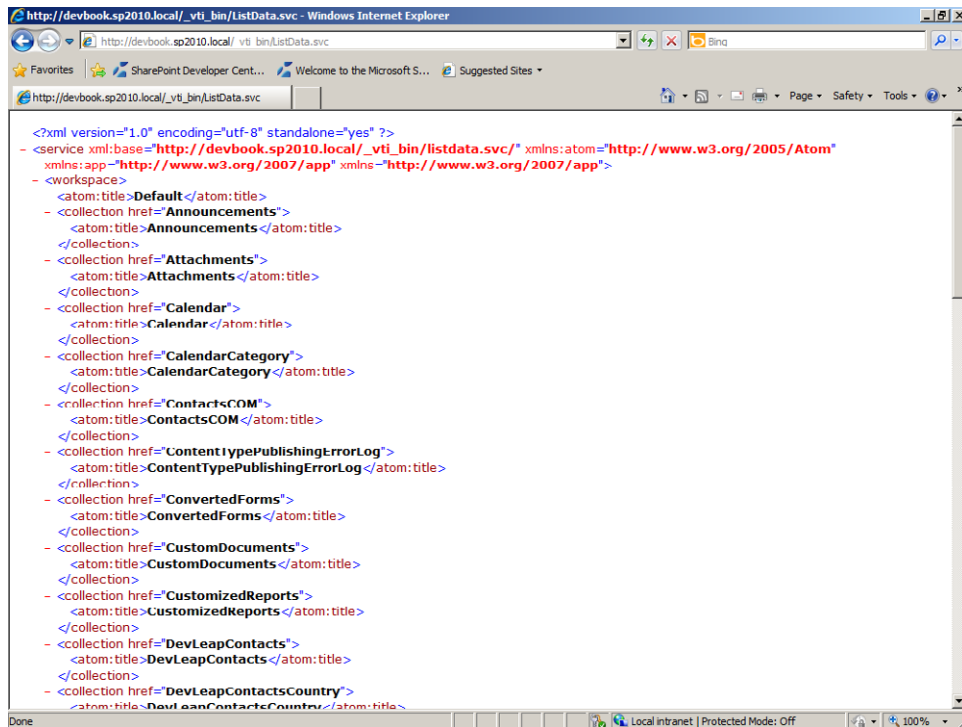 http://devbook.sp2010.local/_vti_bin/ListData.svc - Windows Internet Explorer
http://devbook.sp2010.local/_vti_bin/ListData.svc
Bing
Favorites
SharePoint Developer Cent...
Welcome to the Microsoft S...
Suggested Sites
http://devbook.sp2010.local/_vti_bin/ListData.svc
Page
Safety
Tools
<?xml version="1.0" encoding="utf-8" standalone="yes" ?>
- <service xml:base="http://devbook.sp2010.local/_vti_bin/listdata.svc/" xmlns:atom="http://www.w3.org/2005/Atom"
xmlns:app="http://www.w3.org/2007/app" xmlns="http://www.w3.org/2007/app">
- <workspace>
<atom:title>Default</atom:title>
- <collection href="Announcements">
<atom:title>Announcements</atom:title>
</collection>
- <collection href="Attachments">
<atom:title>Attachments</atom:title>
</collection>
- <collection href="Calendar">
<atom:title>Calendar</atom:title>
</collection>
- <collection href="CalendarCategory">
<atom:title>CalendarCategory</atom:title>
</collection>
- <collection href="ContactsCOM">
<atom:title>ContactsCOM</atom:title>
</collection>
- <collection href="ContentTypePublishingErrorLog">
<atom:title>ContentTypePublishingErrorLog</atom:title>
</collection>
- <collection href="ConvertedForms">
<atom:title>ConvertedForms</atom:title>
</collection>
- <collection href="CustomDocuments">
<atom:title>CustomDocuments</atom:title>
</collection>
- <collection href="CustomizedReports">
<atom:title>CustomizedReports</atom:title>
</collection>
- <collection href="DevLeapContacts">
<atom:title>DevLeapContacts</atom:title>
</collection>
- <collection href="DevLeapContactsCountry">
<atom:title>DevLeapContactsCountry</atom:title>
Done
Local intranet | Protected Mode: Off
100%